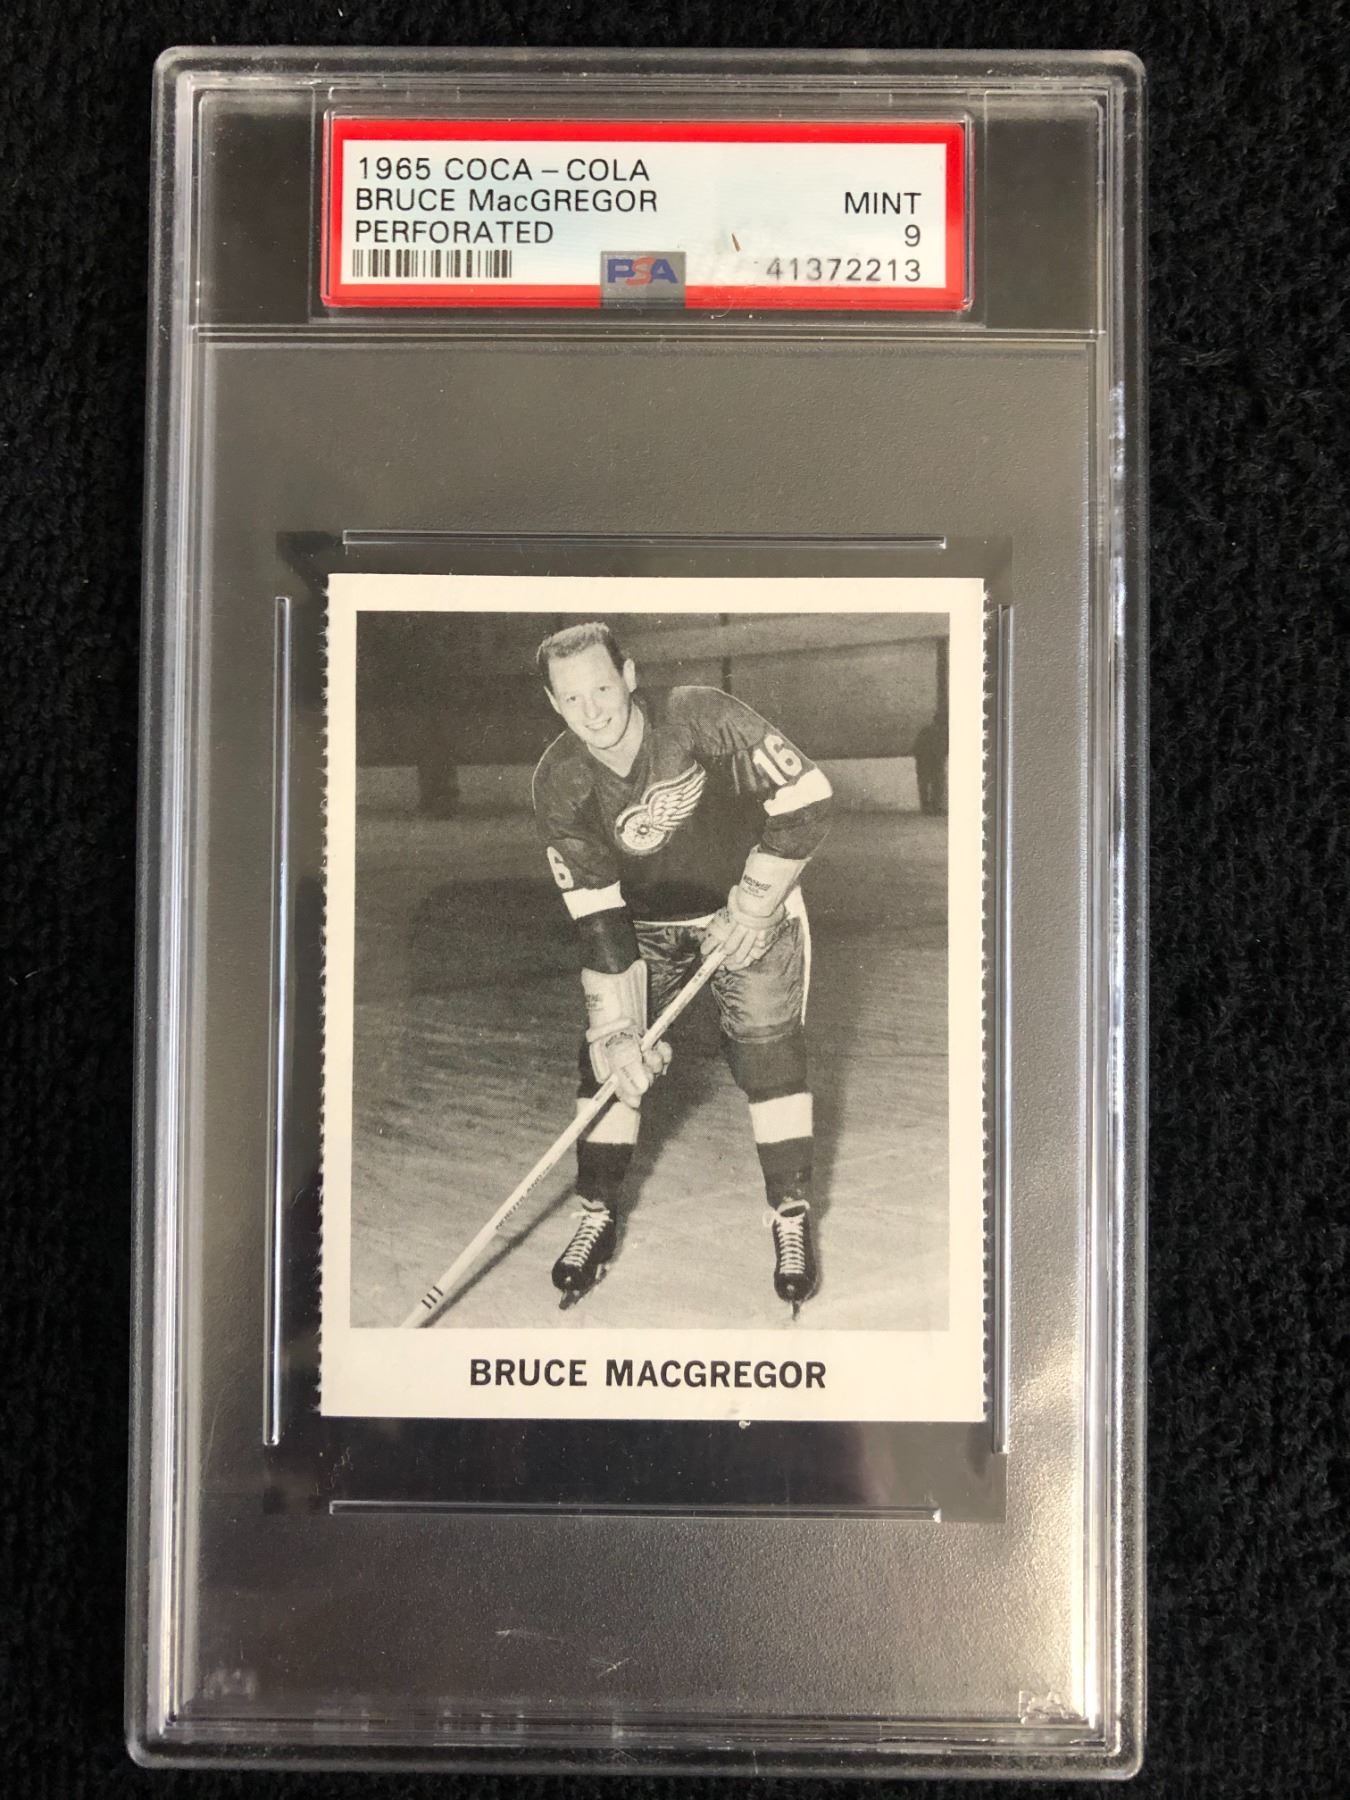 1965 COCA-COLA
BRUCE MacGREGOR
MINT
PERFORATED
9
PSA
41372213
16
6
BRUCE MACGREGOR